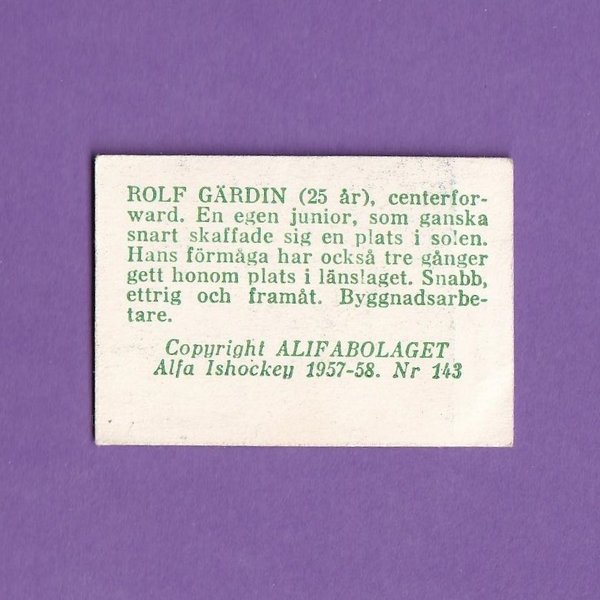 ROLF GÄRDIN (25 år), centerfor-
ward. En egen junior, som ganska
snart skaffade sig en plats i solen.
Hans förmåga har också tre gånger
gett honom plats i länslaget. Snabb,
ettrig och framåt. Byggnadsarbe-
tare.
Copyright ALIFABOLAGET
Alfa Ishockey 1957-58. Nr 143